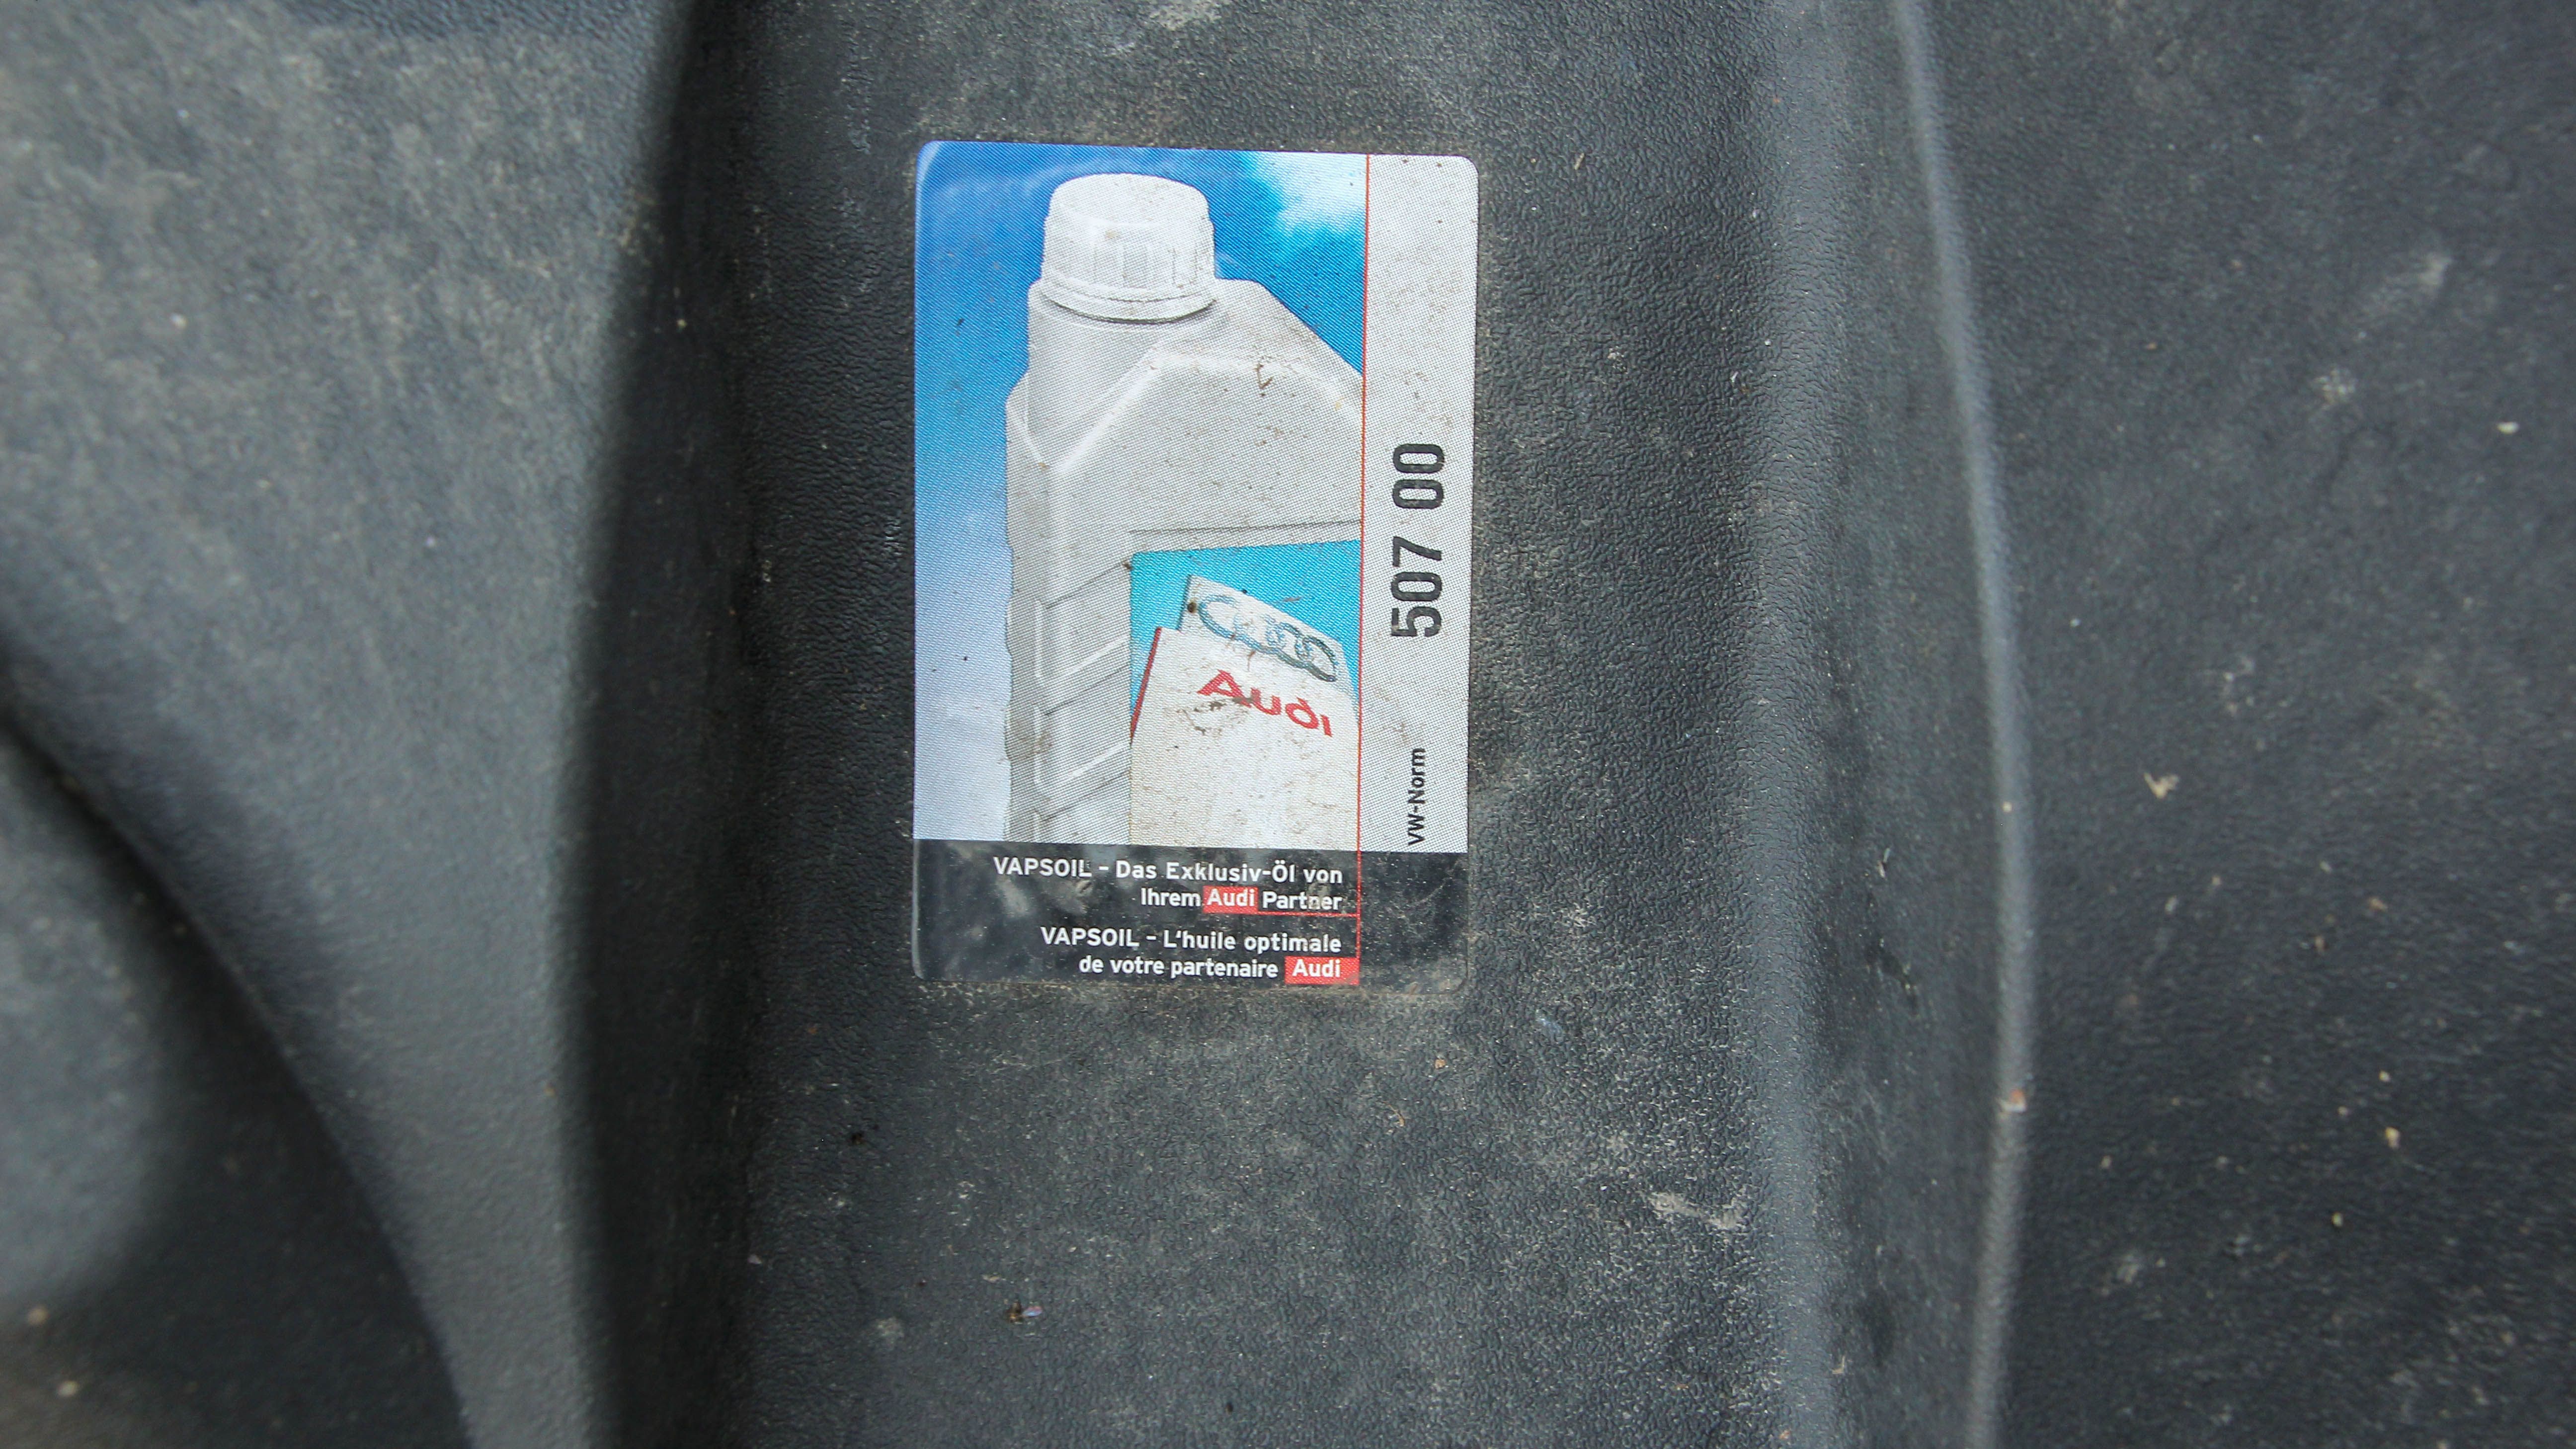 507 00
VW-Norm
Audi
VAPSOIL – Das Exklusiv-Öl von
Ihrem Audi Partner
VAPSOIL – L'huile optimale
de votre partenaire Audi